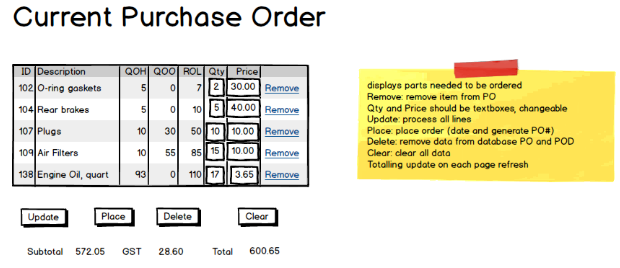 Current Purchase Order
ID Description QOH QOO ROL Qty Price
102 O-ring gaskets 5 0 7 2 30.00 Remove
104 Rear brakes 5 0 10 5 40.00 Remove
107 Plugs 10 30 50 10 10.00 Remove
109 Air Filters 10 55 85 15 10.00 Remove
138 Engine Oil, quart 93 0 110 17 3.65 Remove
Update Place Delete Clear
Subtotal 572.05 GST 28.60 Total 600.65
displays parts needed to be ordered
Remove: remove item from PO
Qty and Price should be textboxes, changeable
Update: process all lines
Place: place order (date and generate PO#)
Delete: remove data from database PO and POD
Clear: clear all data
Totalling update on each page refresh